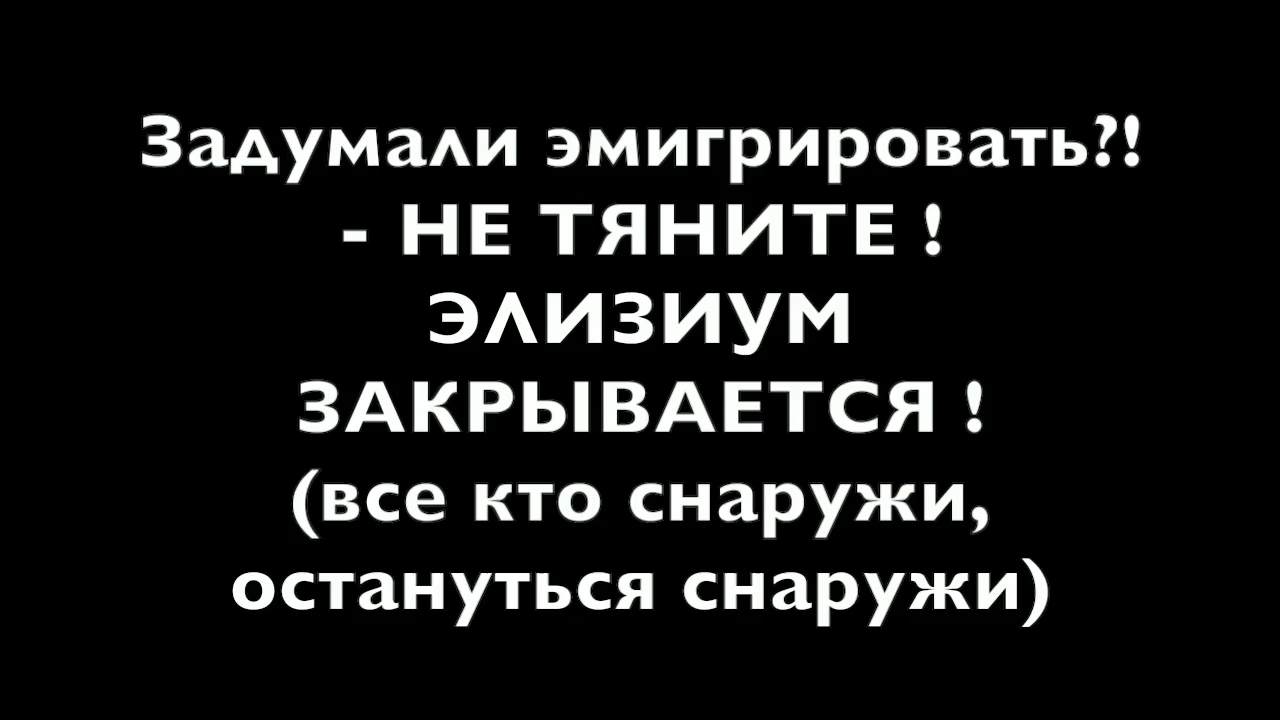 Задумали эмигрировать?!
- НЕ ТЯНИТЕ !
ЭЛИЗИУМ
ЗАКРЫВАЕТСЯ !
(все кто снаружи,
остануться снаружи)